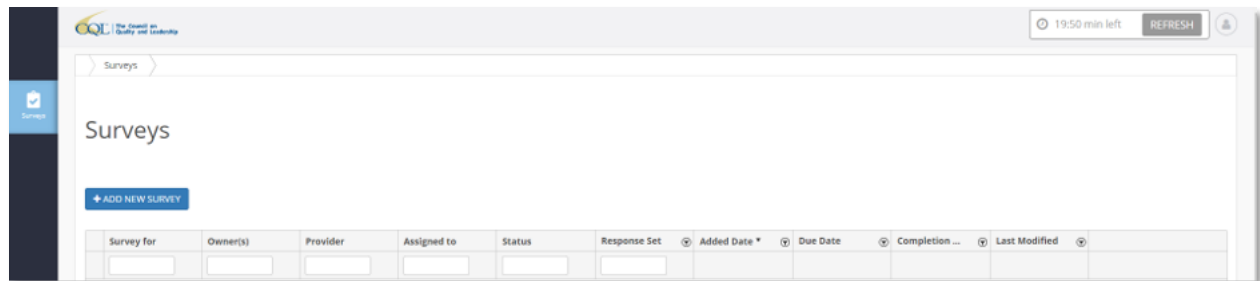 CQL The Council on
Quality and Leadership
19:50 min left REFRESH
Surveys
Surveys
Surveys
+ ADD NEW SURVEY
Survey for Owner(s) Provider Assigned to Status Response Set Added Date * Due Date Completion ... Last Modified